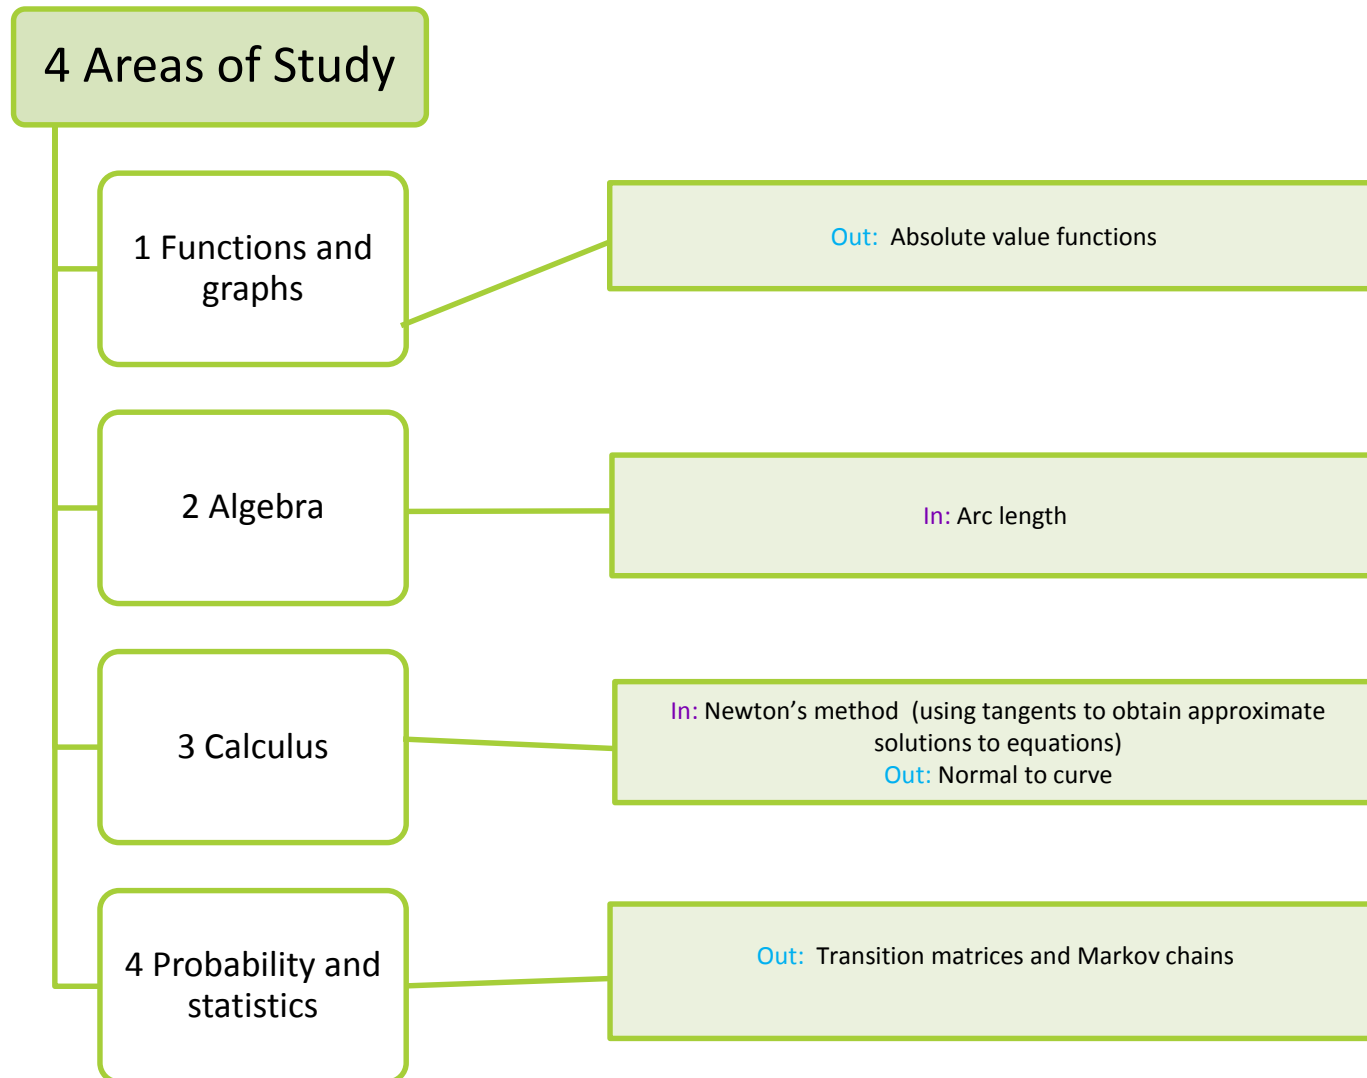 4 Areas of Study
1 Functions and
graphs
Out:  Absolute value functions
2 Algebra
In: Arc length
3 Calculus
In: Newton’s method  (using tangents to obtain approximate
solutions to equations)
Out: Normal to curve
4 Probability and
statistics
Out:  Transition matrices and Markov chains